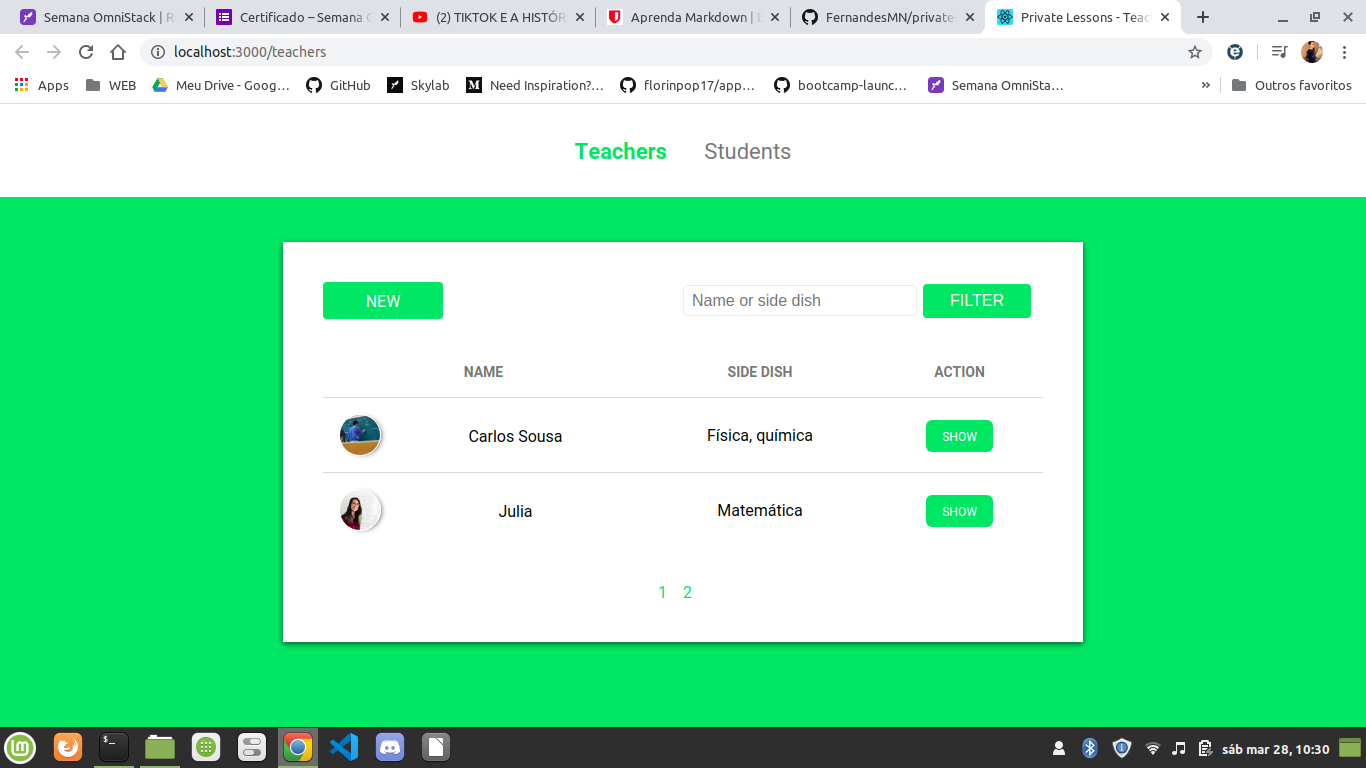 Semana OmniStack | R
Certificado – Semana
(2) TIKTOK E A HISTÓR
Aprenda Markdown |
FernandesMN/private-
Private Lessons - Teac
localhost:3000/teachers
Apps WEB Meu Drive - Goog... GitHub Skylab Need Inspiration?... florinpop17/app... bootcamp-launc... Semana OmniSta... » Outros favoritos
Teachers Students
NEW Name or side dish FILTER
NAME SIDE DISH ACTION
Carlos Sousa Física, química SHOW
Julia Matemática SHOW
1 2
sáb mar 28, 10:30